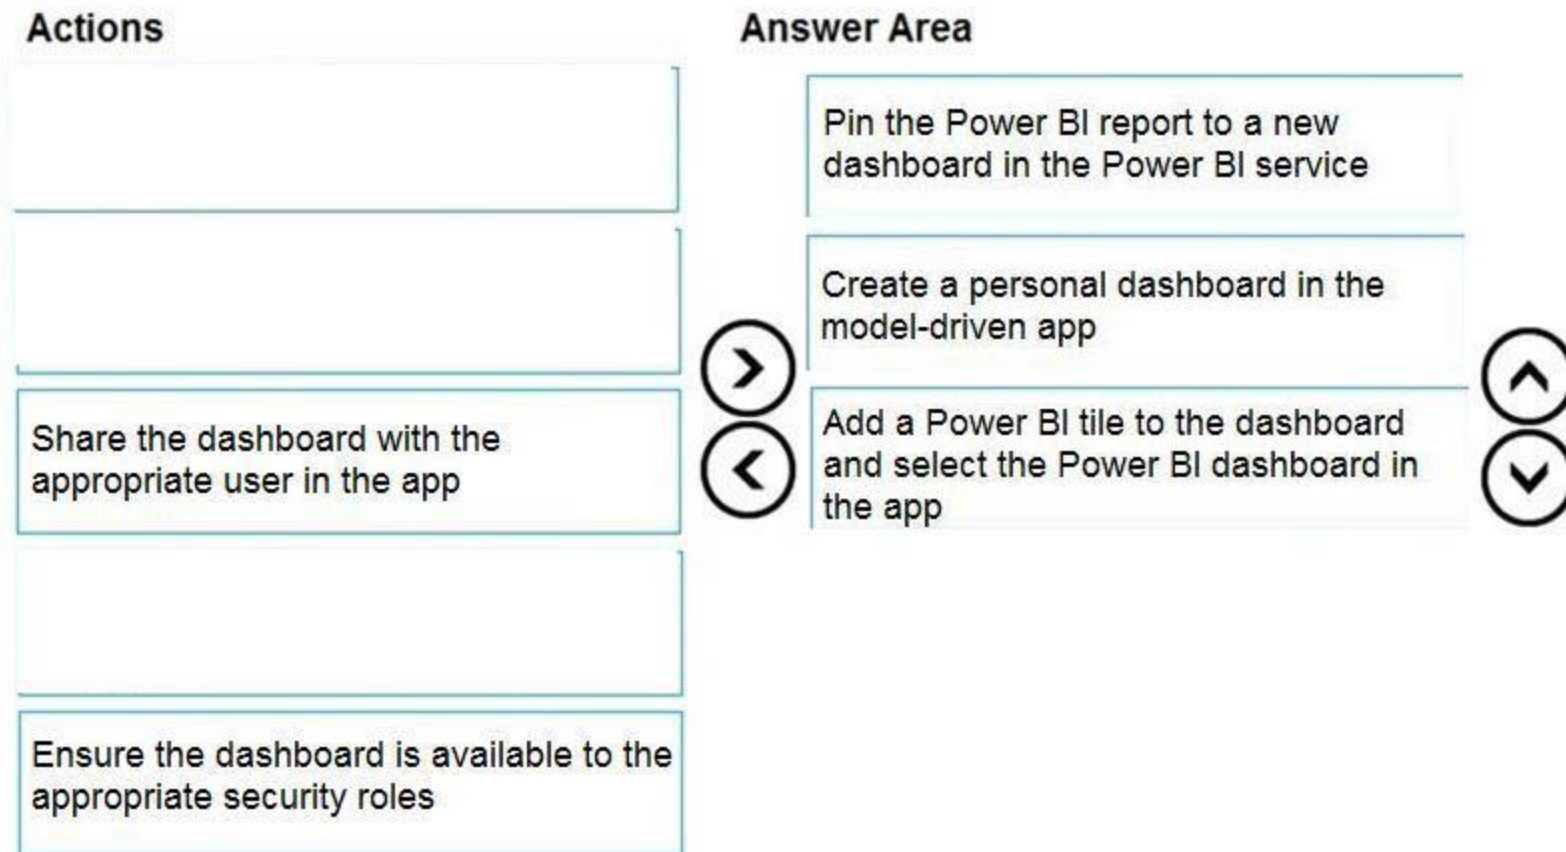 Actions
Answer Area
Pin the Power BI report to a new
dashboard in the Power BI service
Create a personal dashboard in the
model-driven app
Share the dashboard with the
appropriate user in the app
Add a Power BI tile to the dashboard
and select the Power BI dashboard in
the app
Ensure the dashboard is available to the
appropriate security roles